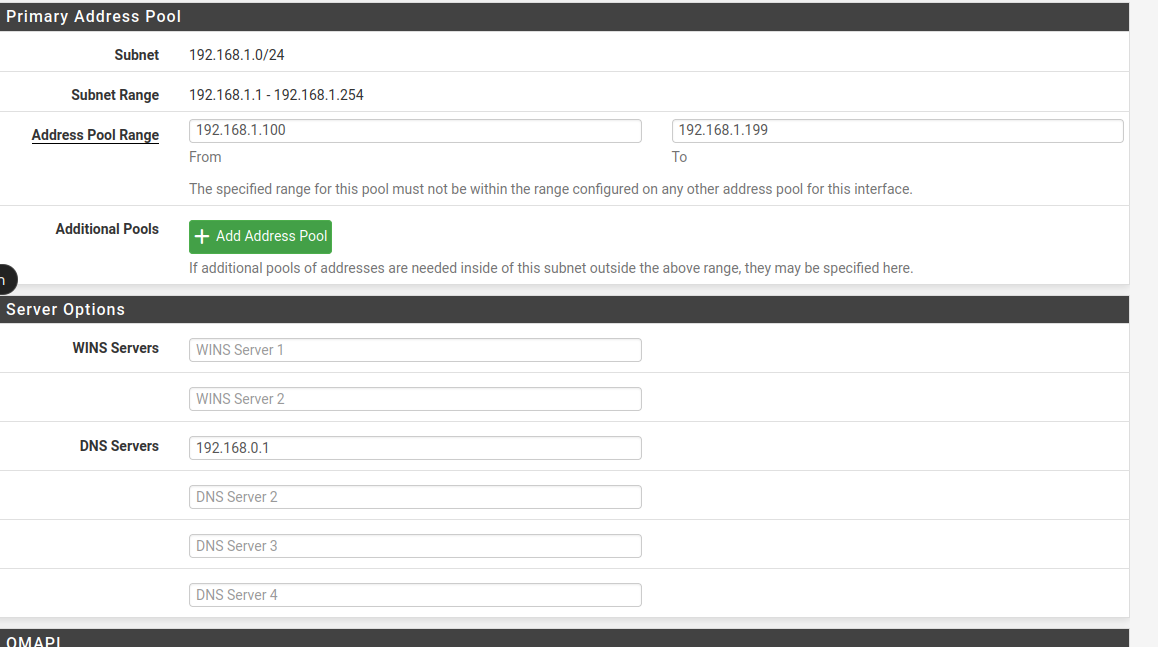 Primary Address Pool
Subnet 192.168.1.0/24
Subnet Range 192.168.1.1 - 192.168.1.254
Address Pool Range 192.168.1.100 192.168.1.199
From To
The specified range for this pool must not be within the range configured on any other address pool for this interface.
Additional Pools + Add Address Pool
If additional pools of addresses are needed inside of this subnet outside the above range, they may be specified here.
Server Options
WINS Servers WINS Server 1
WINS Server 2
DNS Servers 192.168.0.1
DNS Server 2
DNS Server 3
DNS Server 4
OMAPI